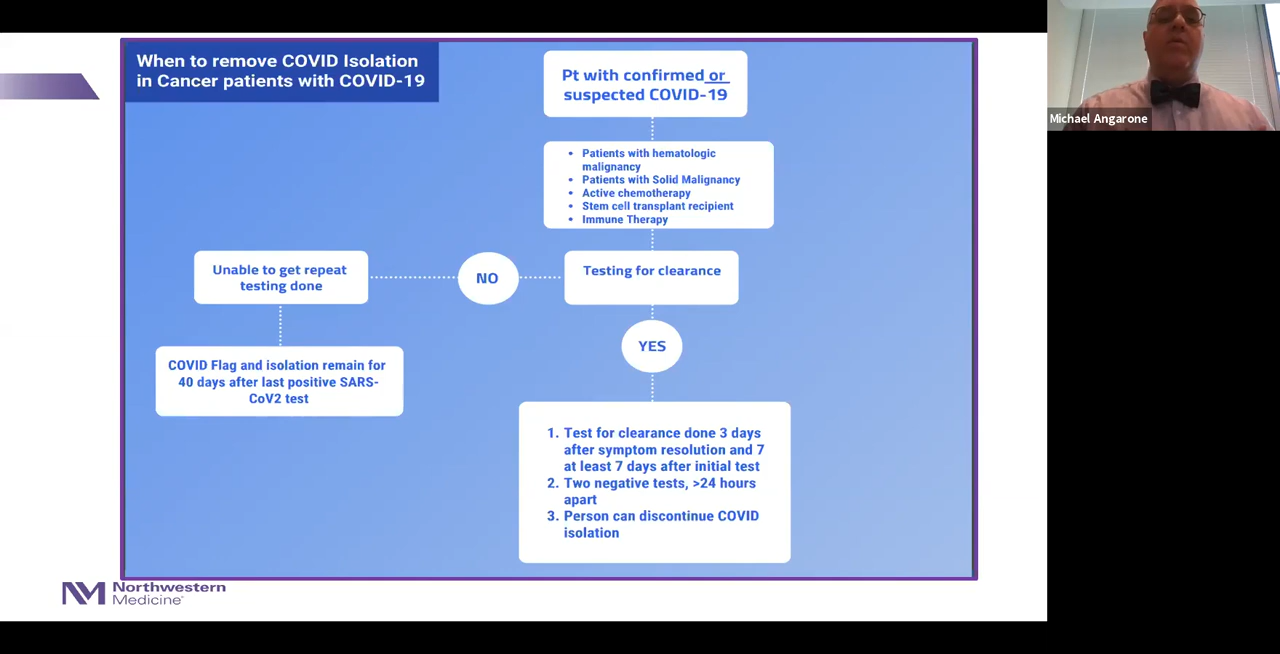 When to remove COVID Isolation
in Cancer patients with COVID-19
Pt with confirmed or
suspected COVID-19
• Patients with hematologic
malignancy
• Patients with Solid Malignancy
• Active chemotherapy
• Stem cell transplant recipient
• Immune Therapy
Testing for clearance
NO
Unable to get repeat
testing done
COVID Flag and isolation remain for
40 days after last positive SARS-
CoV2 test
YES
1. Test for clearance done 3 days
after symptom resolution and 7
at least 7 days after initial test
2. Two negative tests, >24 hours
apart
3. Person can discontinue COVID
isolation
NM Northwestern
Medicine
Michael Angarone